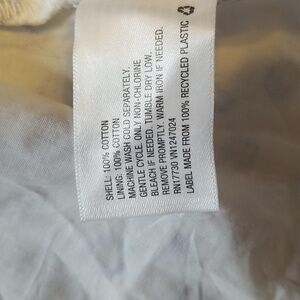 SHELL: 100% COTTON
LINING: 100% COTTON
MACHINE WASH COLD SEPARATELY.
GENTLE CYCLE. ONLY NON-CHLORINE
BLEACH IF NEEDED. TUMBLE DRY LOW.
REMOVE PROMPTLY. WARM IRON IF NEEDED.
RN17730 VN1247024
LABEL MADE FROM 100% RECYCLED PLASTIC